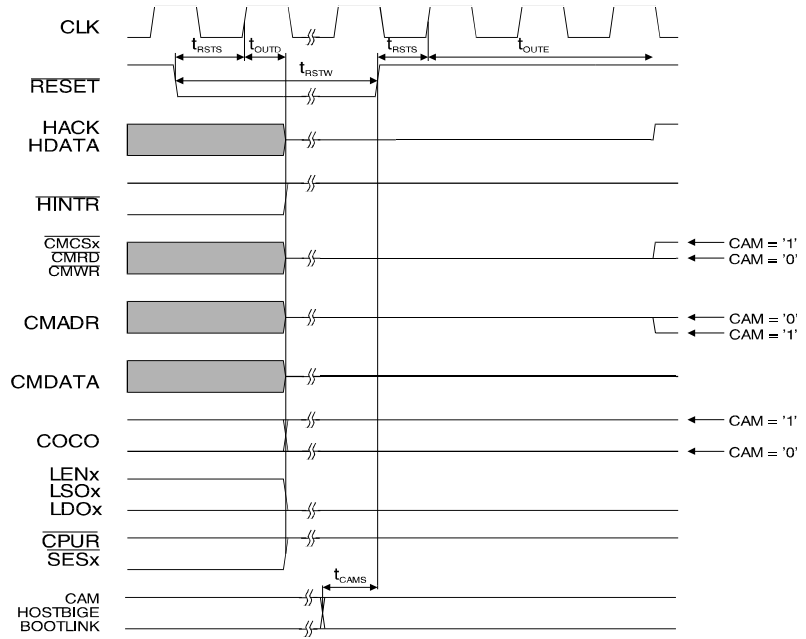 CLK
tRSTS
tOUTD
tRSTW
tRSTS
tOUTE
RESET
HACK
HDATA
HINTR
CMCSx
CMRD
CMWR
CAM = '1'
CAM = '0'
CMADR
CAM = '0'
CAM = '1'
CMDATA
COCO
CAM = '1'
CAM = '0'
LENx
LSOx
LDOx
CPUR
SESx
tCAMS
CAM
HOSTBIGE
BOOTLINK